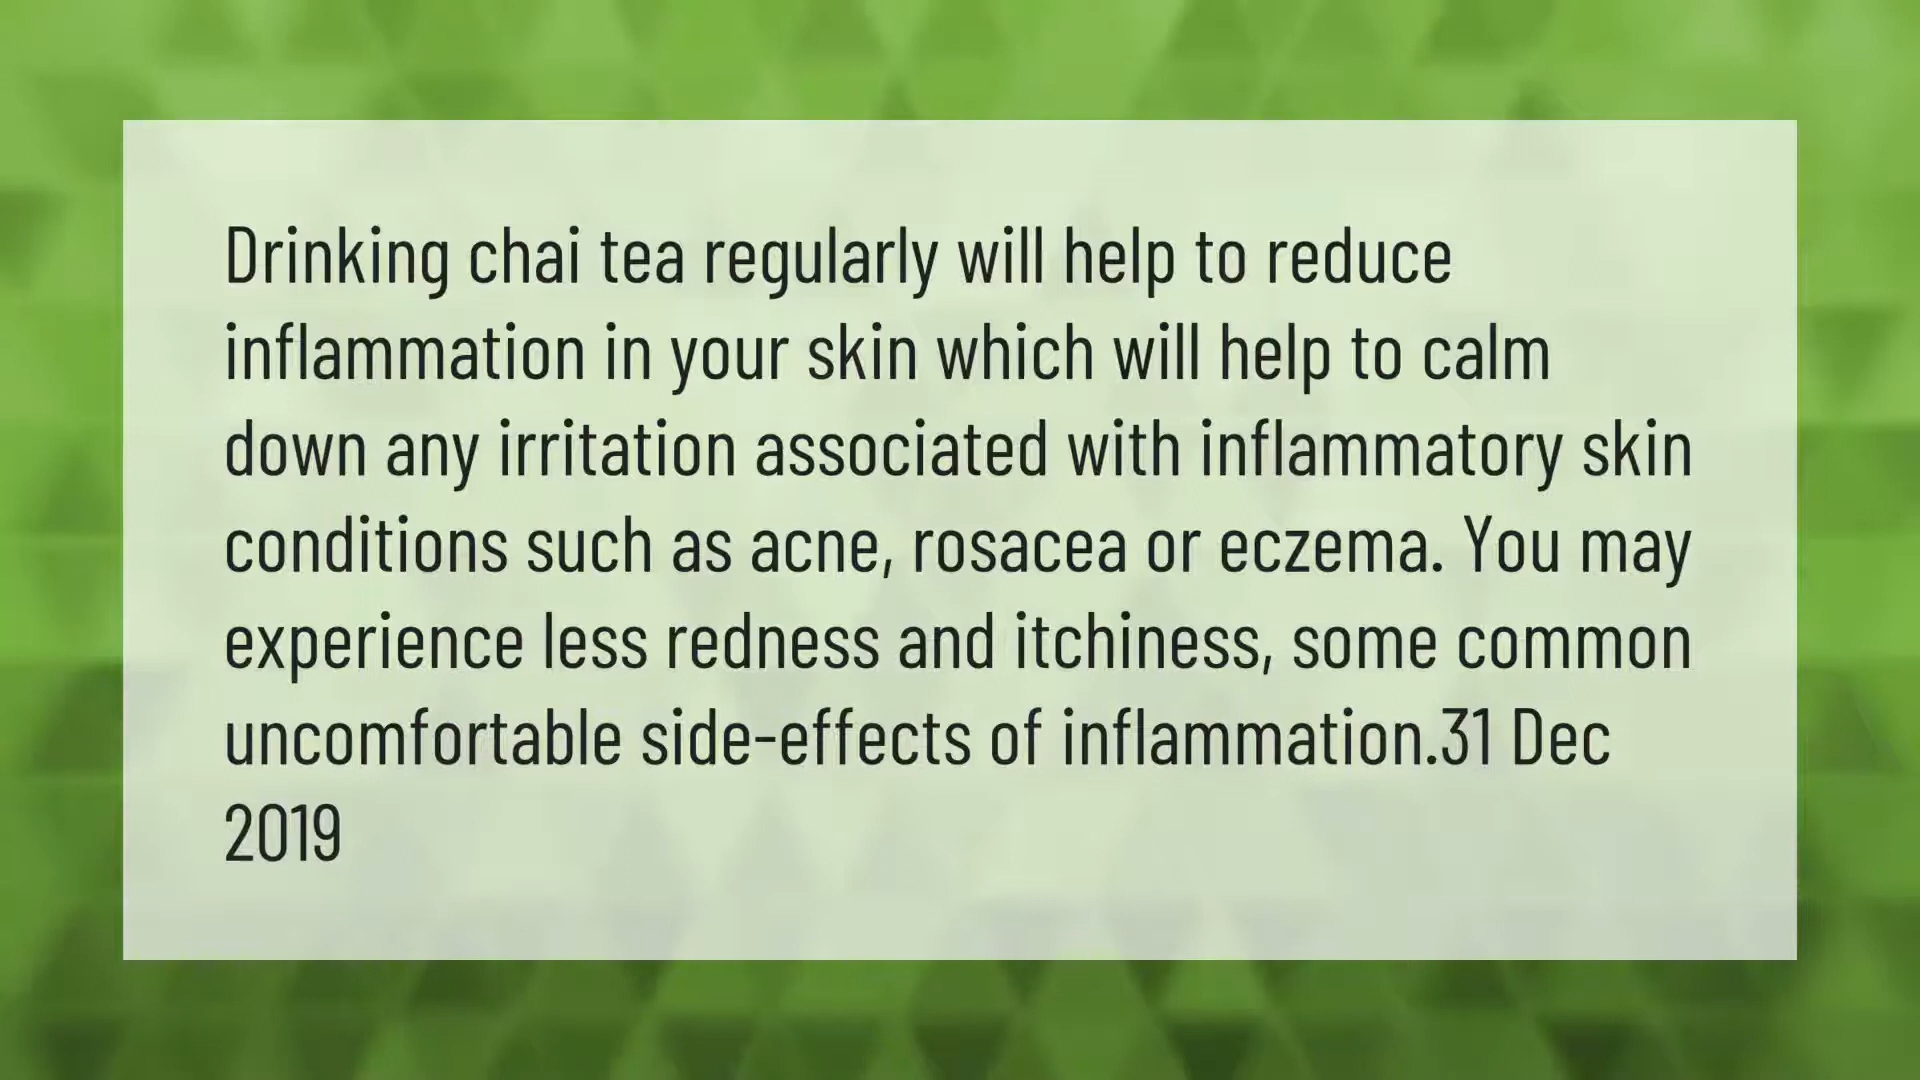 Drinking chai tea regularly will help to reduce
inflammation in your skin which will help to calm
down any irritation associated with inflammatory skin
conditions such as acne, rosacea or eczema. You may
experience less redness and itchiness, some common
uncomfortable side-effects of inflammation.31 Dec
2019